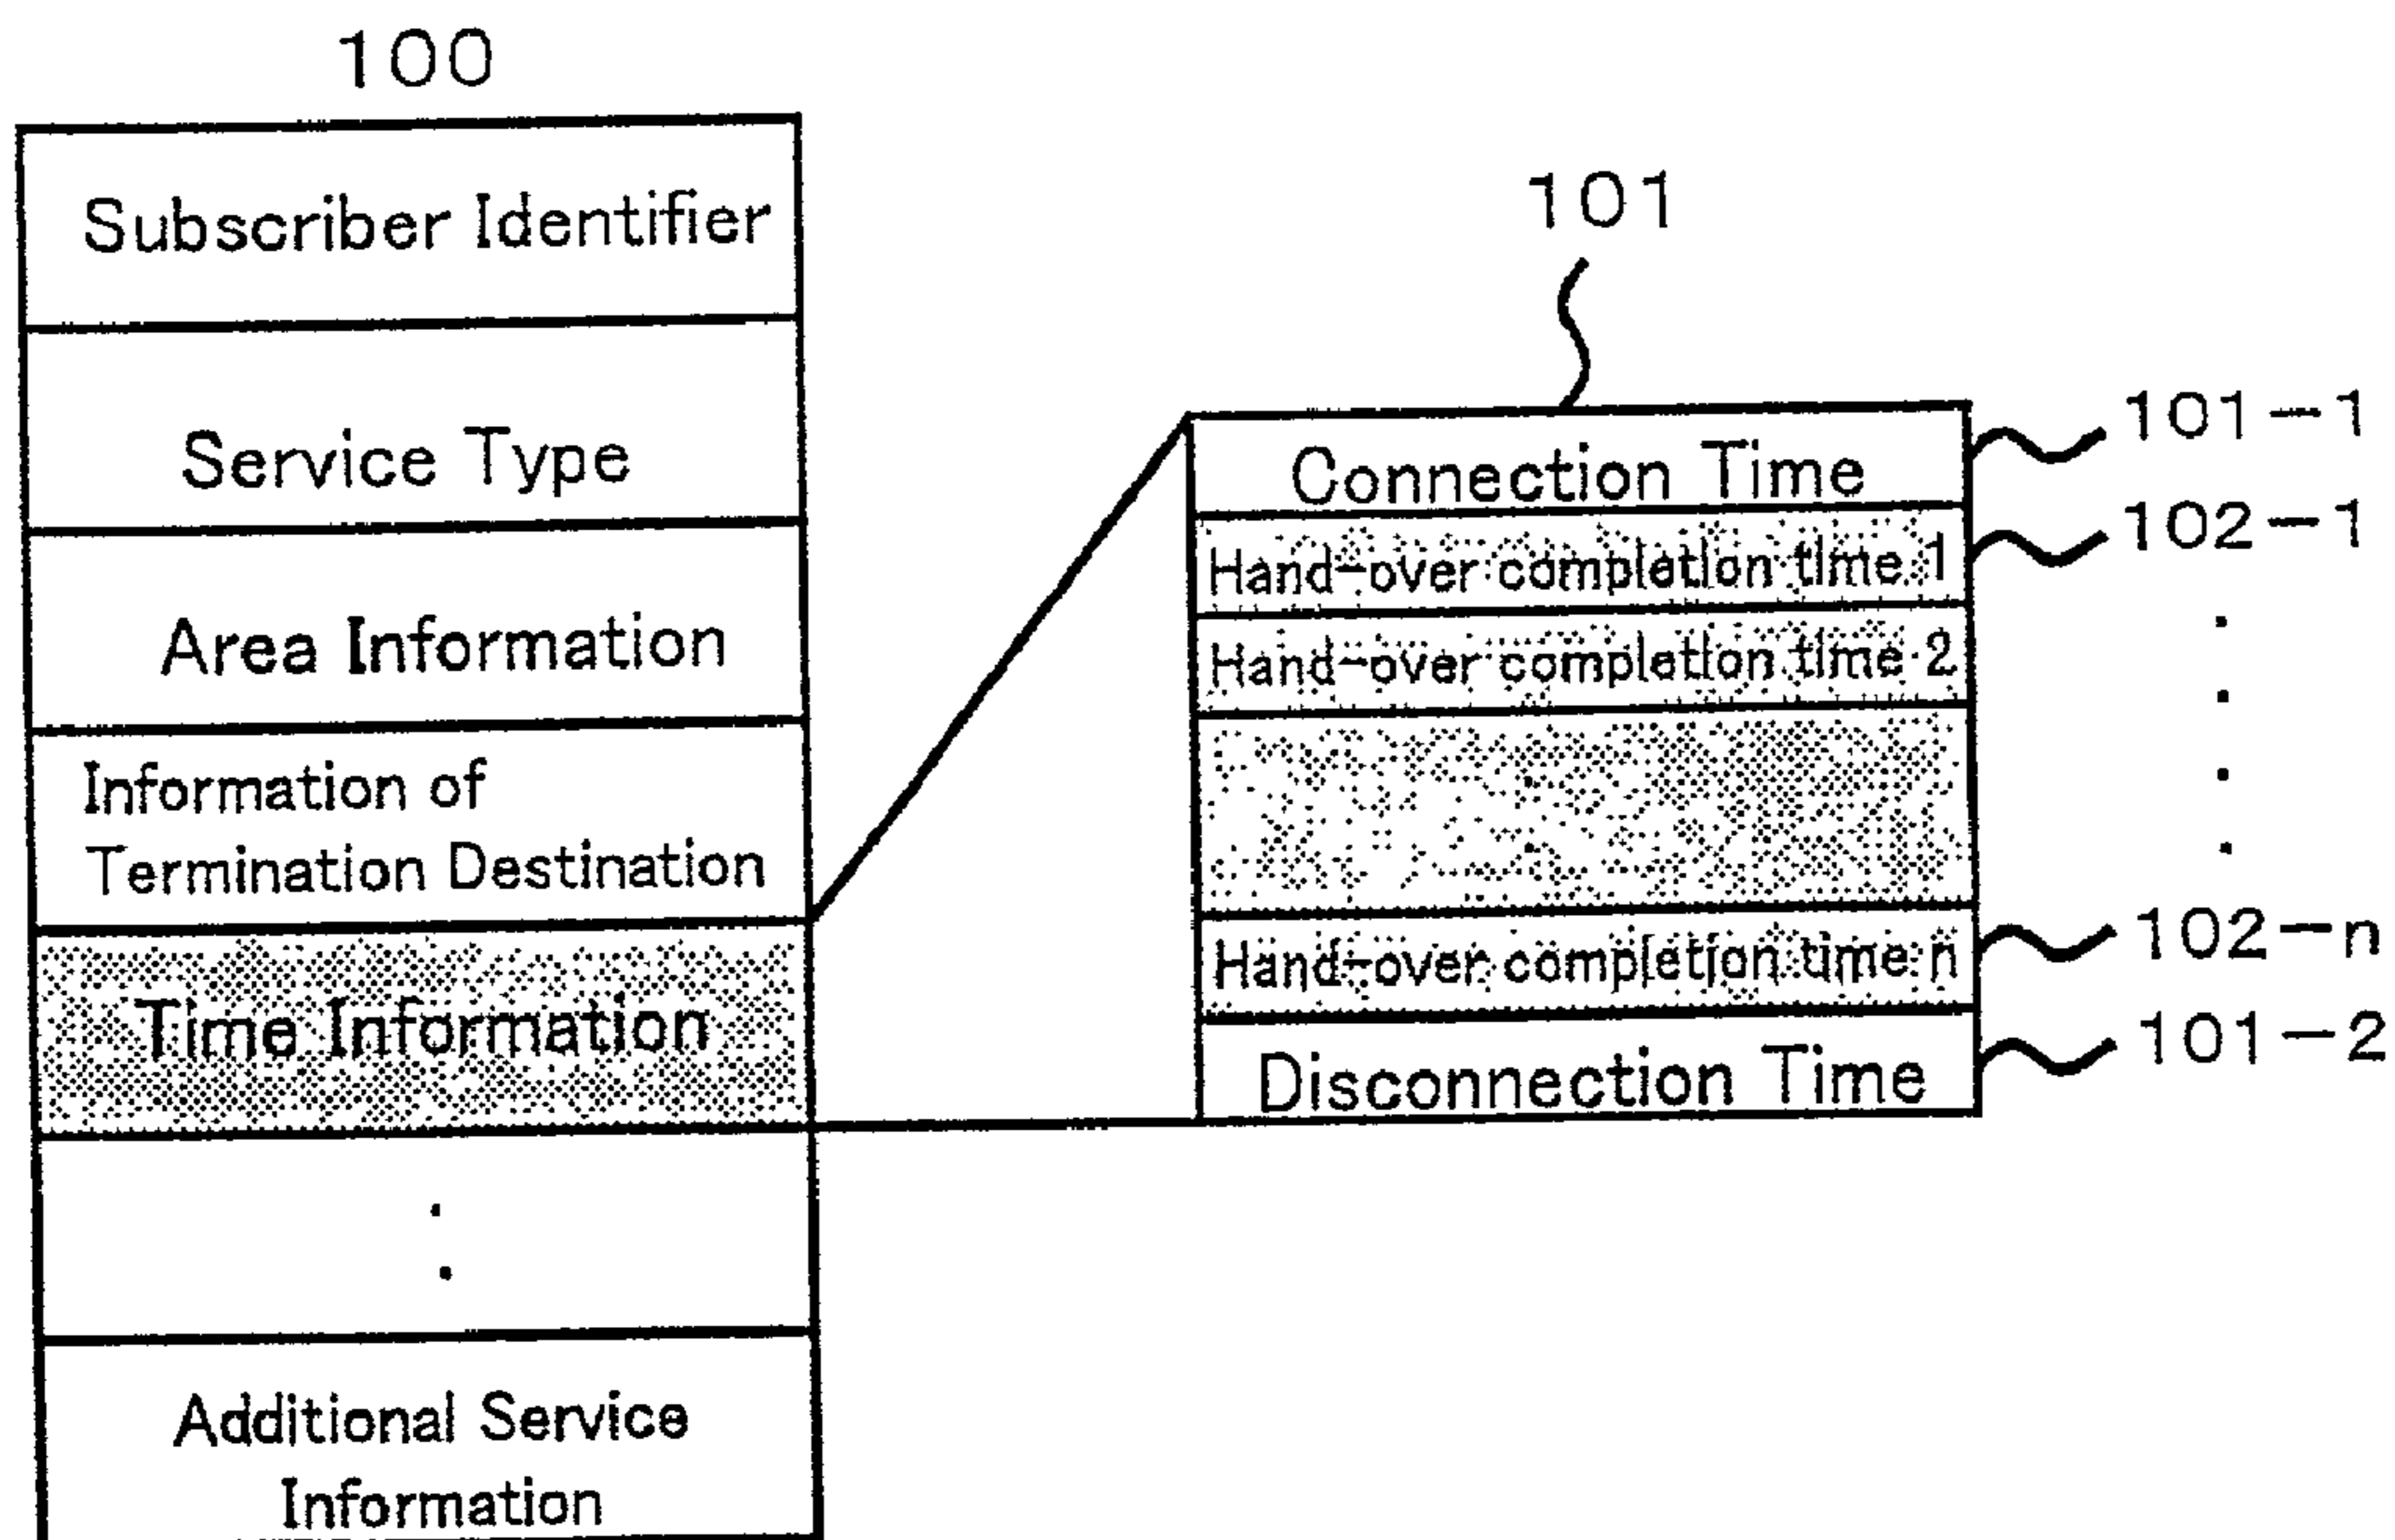 100
Subscriber Identifier
Service Type
Area Information
Information of
Termination Destination
Time Information
Additional Service
Information
101
Connection Time
101-1
Hand-over completion time 1
102-1
Hand-over completion time 2
Hand-over completion time n
102-n
Disconnection Time
101-2